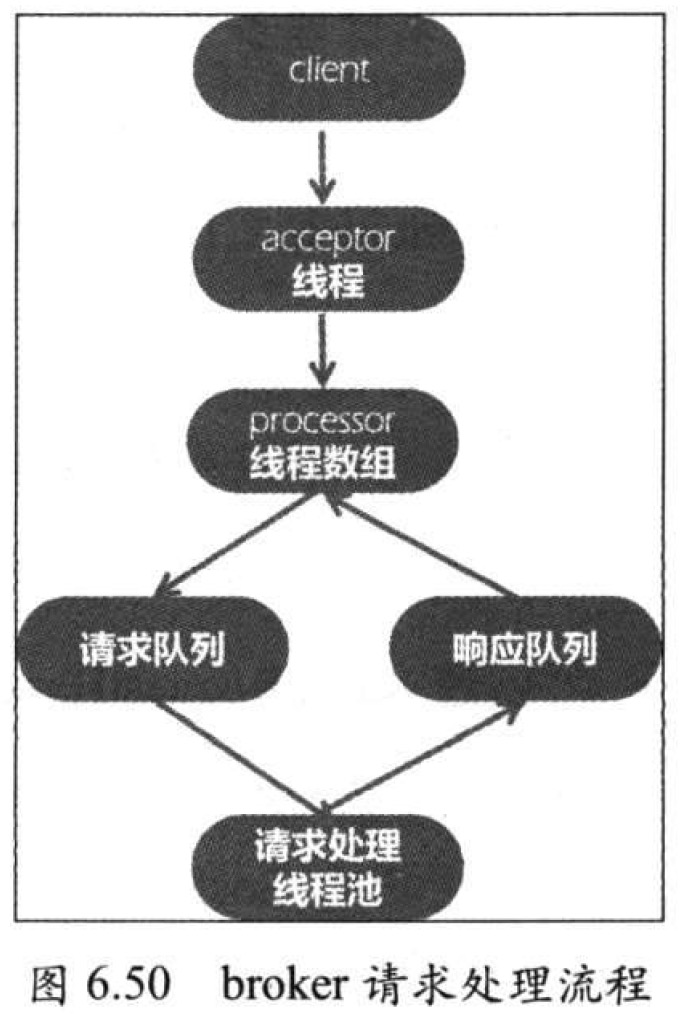 client
acceptor
线程
processor
线程数组
请求队列
响应队列
请求处理
线程池
图 6.50 broker 请求处理流程